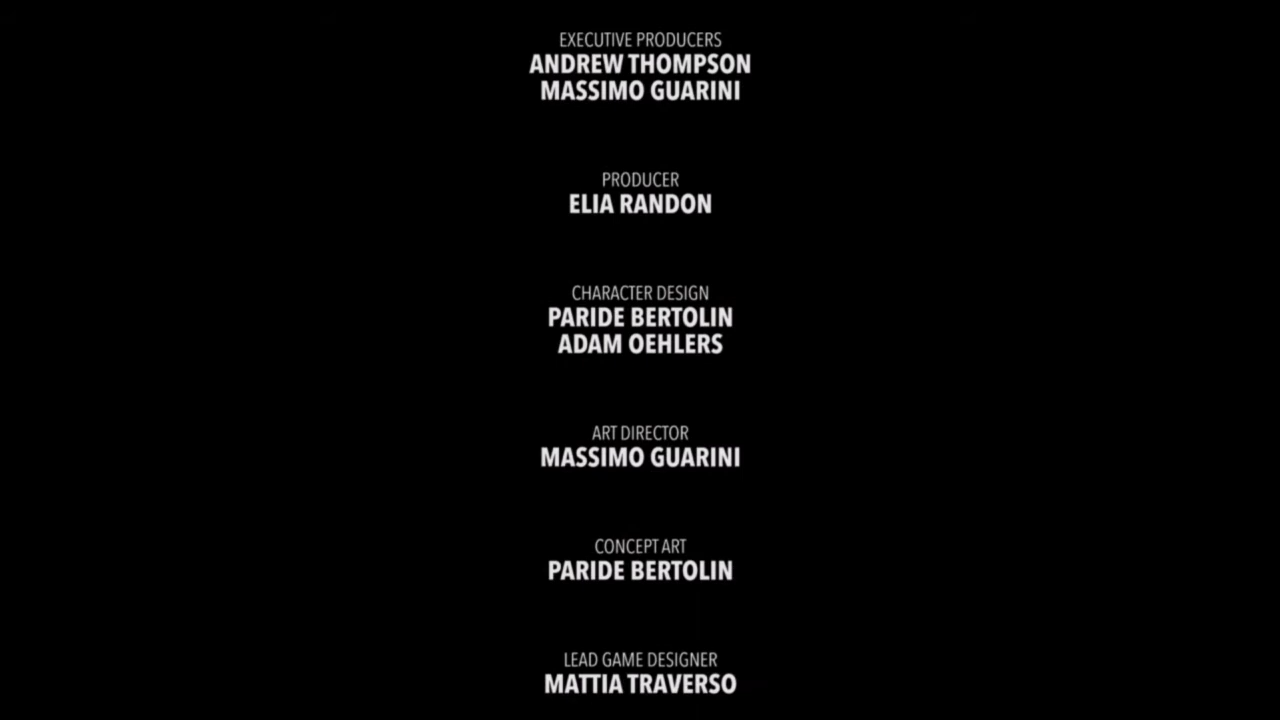 EXECUTIVE PRODUCERS
ANDREW THOMPSON
MASSIMO GUARINI
PRODUCER
ELIA RANDON
CHARACTER DESIGN
PARIDE BERTOLIN
ADAM OEHLERS
ART DIRECTOR
MASSIMO GUARINI
CONCEPT ART
PARIDE BERTOLIN
LEAD GAME DESIGNER
MATTIA TRAVERSO